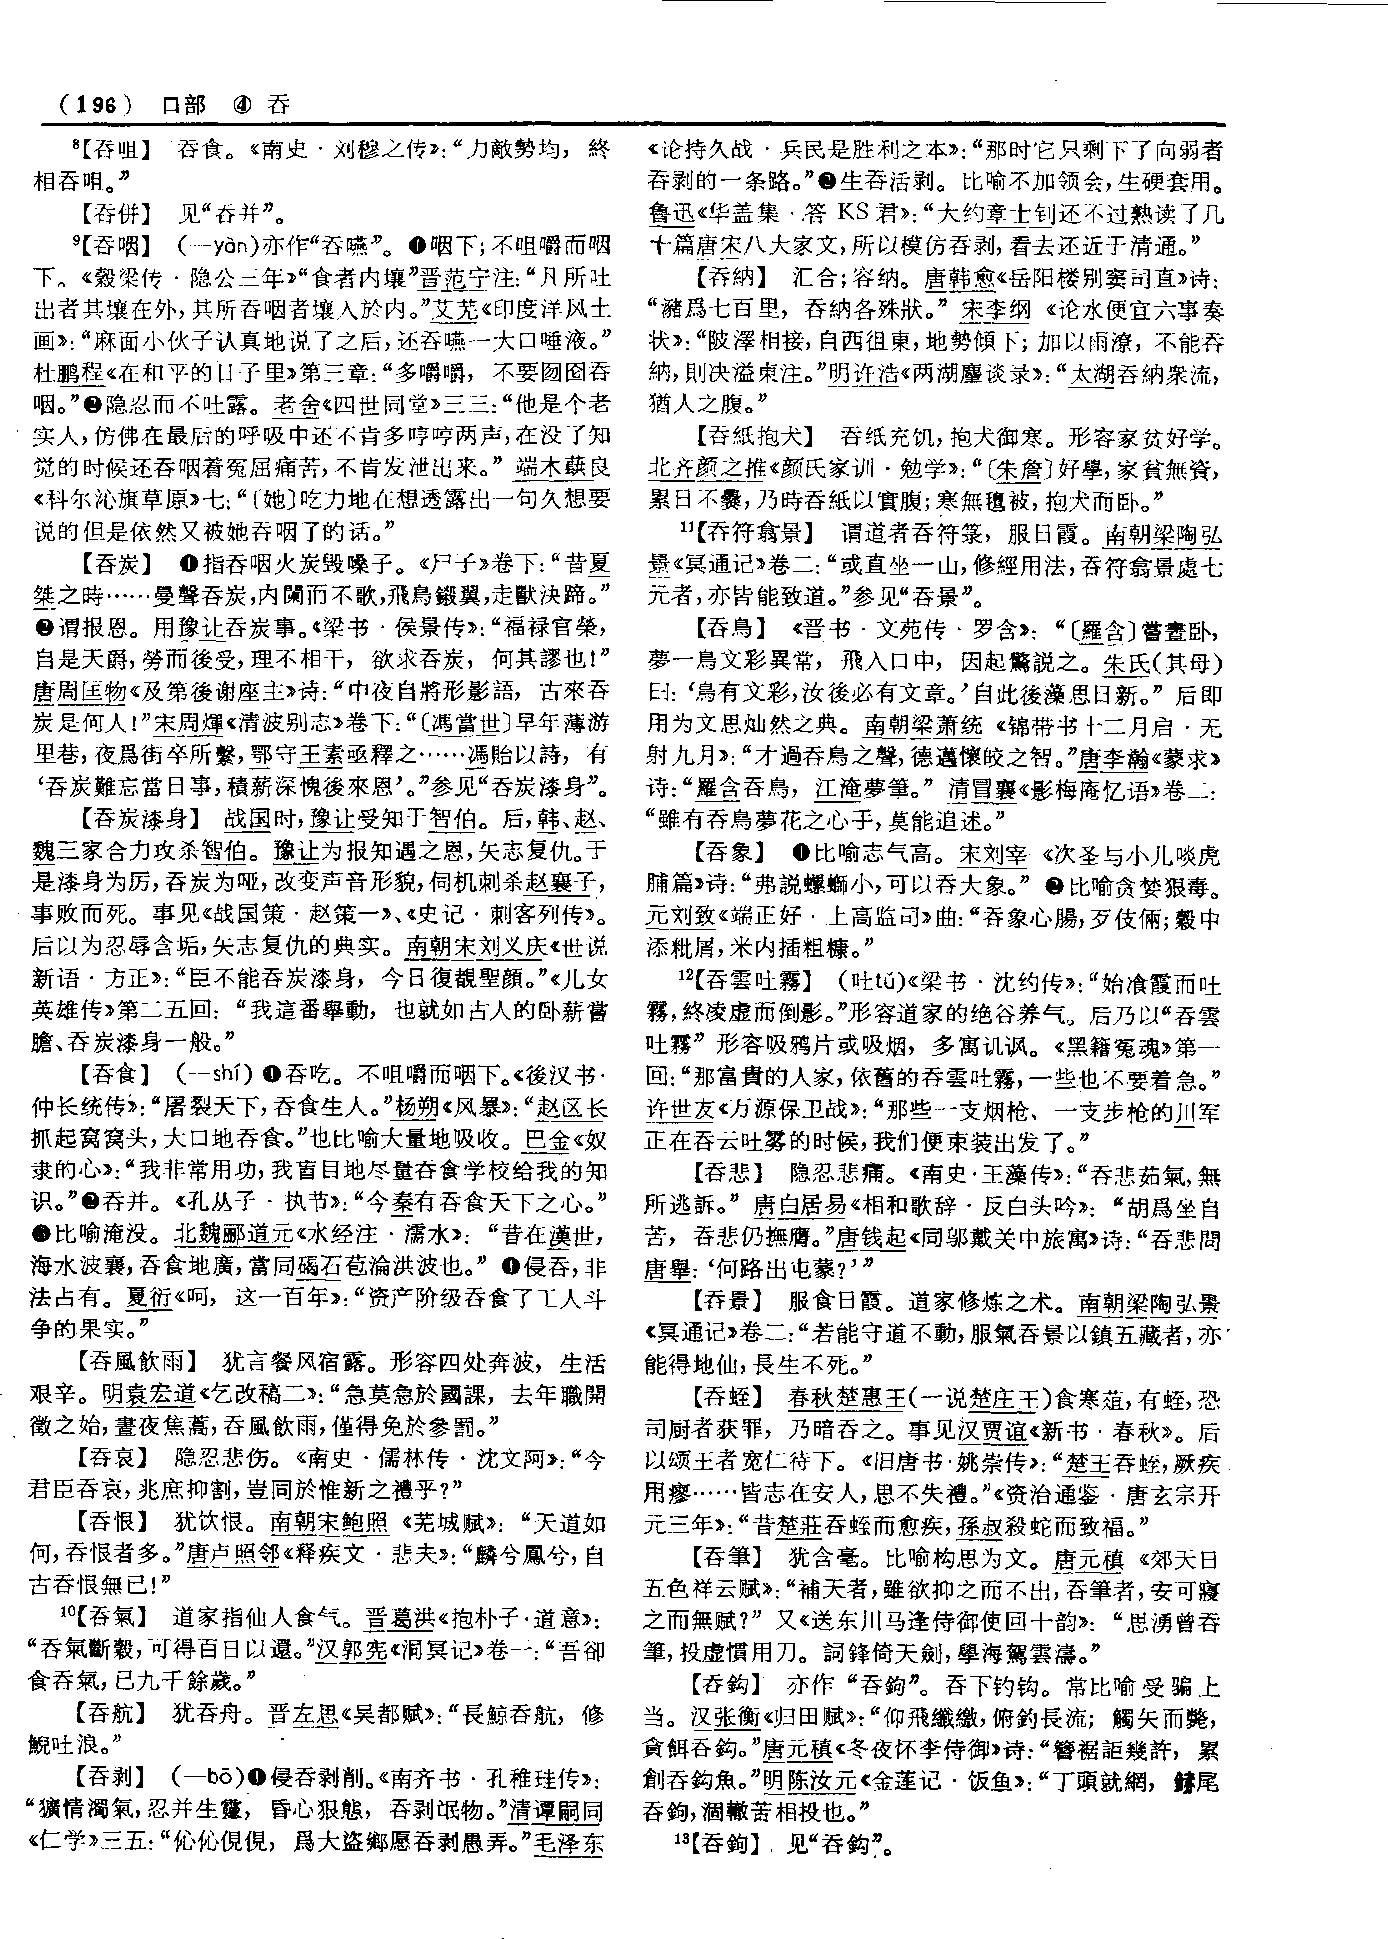 (196) 口部 ④ 吞
⁸【吞咀】 吞食。《南史·刘穆之传》：“力敵勢均，終
相吞咀。”
【吞併】 见“吞并”。
⁹【吞咽】 (—yàn)亦作“吞嚥”。❶咽下；不咀嚼而咽
下。《穀梁传·隐公三年》“食者内壤”晋范宁注：“凡所吐
出者其壤在外，其所吞咽者壤入於内。”艾芜《印度洋风土
画》：“麻面小伙子认真地说了之后，还吞嚥一大口唾液。”
杜鹏程《在和平的日子里》第三章：“多嚼嚼，不要囫囵吞
咽。”❷隐忍而不吐露。老舍《四世同堂》三三：“他是个老
实人，仿佛在最后的呼吸中还不肯多哼哼两声，在没了知
觉的时候还吞咽着冤屈痛苦，不肯发泄出来。”端木蕻良
《科尔沁旗草原》七：“〔她〕吃力地在想透露出一句久想要
说的但是依然又被她吞咽了的话。”
【吞炭】 ❶指吞咽火炭毁嗓子。《尸子》卷下：“昔夏
桀之時……曼聲吞炭，内閵而不歌，飛鳥鎩翼，走獸決蹄。”
❷谓报恩。用豫让吞炭事。《梁书·侯景传》：“福禄官榮，
自是天爵，勞而後受，理不相干，欲求吞炭，何其謬也！”
唐周匡物《及第後谢座主》诗：“中夜自將形影語，古來吞
炭是何人！”宋周煇《清波别志》卷下：“〔馮當世〕早年薄游
里巷，夜爲街卒所繫，鄂守王素亟釋之……馮貽以詩，有
‘吞炭難忘當日事，積薪深愧後來恩’。”参见“吞炭漆身”。
【吞炭漆身】 战国时，豫让受知于智伯。后，韩、赵、
魏三家合力攻杀智伯。豫让为报知遇之恩，矢志复仇。于
是漆身为厉，吞炭为哑，改变声音形貌，伺机刺杀赵襄子，
事败而死。事见《战国策·赵策一》、《史记·刺客列传》。
后以为忍辱含垢，矢志复仇的典实。南朝宋刘义庆《世说
新语·方正》：“臣不能吞炭漆身，今日復覩聖顔。”《儿女
英雄传》第二五回：“我這番舉動，也就如古人的卧薪嘗
膽、吞炭漆身一般。”
【吞食】 (—shí) ❶吞吃。不咀嚼而咽下。《後汉书·
仲长统传》：“屠裂天下，吞食生人。”杨朔《风暴》：“赵区长
抓起窝窝头，大口地吞食。”也比喻大量地吸收。巴金《奴
隶的心》：“我非常用功，我盲目地尽量吞食学校给我的知
识。”❷吞并。《孔丛子·执节》：“今秦有吞食天下之心。”
❸比喻淹没。北魏郦道元《水经注·濡水》：“昔在漢世，
海水波襄，吞食地廣，當同碣石苞淪洪波也。”❹侵吞，非
法占有。夏衍《呵，这一百年》：“资产阶级吞食了工人斗
争的果实。”
【吞風飲雨】 犹言餐风宿露。形容四处奔波，生活
艰辛。明袁宏道《乞改稿二》：“急莫急於國課，去年職開
徵之始，晝夜焦蒿，吞風飲雨，僅得免於參罰。”
【吞哀】 隐忍悲伤。《南史·儒林传·沈文阿》：“今
君臣吞哀，兆庶抑割，豈同於惟新之禮乎？”
【吞恨】 犹饮恨。南朝宋鲍照《芜城赋》：“天道如
何，吞恨者多。”唐卢照邻《释疾文·悲夫》：“麟兮鳳兮，自
古吞恨無已！”
¹⁰【吞氣】 道家指仙人食气。晋葛洪《抱朴子·道意》：
“吞氣斷穀，可得百日以還。”汉郭宪《洞冥记》卷一：“吾卻
食吞氣，已九千餘歲。”
【吞航】 犹吞舟。晋左思《吴都赋》：“長鯨吞航，修
鯢吐浪。”
【吞剥】 (—bō)❶侵吞剥削。《南齐书·孔稚珪传》：
“獷情濁氣，忍并生靈，昏心狠態，吞剥氓物。”清谭嗣同
《仁学》三五：“伈伈俔俔，爲大盜鄉愿吞剥愚弄。”毛泽东
《论持久战·兵民是胜利之本》：“那时它只剩下了向弱者
吞剥的一条路。”❷生吞活剥。比喻不加领会，生硬套用。
鲁迅《华盖集·答 KS 君》：“大约章士钊还不过熟读了几
十篇唐宋八大家文，所以模仿吞剥，看去还近于清通。”
【吞納】 汇合；容纳。唐韩愈《岳阳楼别窦司直》诗：
“瀦爲七百里，吞納各殊狀。”宋李纲《论水便宜六事奏
状》：“陂澤相接，自西徂東，地勢傾下；加以雨潦，不能吞
納，則决溢東注。”明许浩《两湖麈谈录》：“太湖吞納衆流，
猶人之腹。”
【吞紙抱犬】 吞纸充饥，抱犬御寒。形容家贫好学。
北齐颜之推《颜氏家训·勉学》：“〔朱詹〕好學，家貧無資，
累日不爨，乃時吞紙以實腹；寒無氊被，抱犬而卧。”
¹¹【吞符翕景】 谓道者吞符箓，服日霞。南朝梁陶弘
景《冥通记》卷二：“或直坐一山，修經用法，吞符翕景處七
元者，亦皆能致道。”参见“吞景”。
【吞鳥】 《晋书·文苑传·罗含》：“〔羅含〕嘗晝卧，
夢一鳥文彩異常，飛入口中，因起驚説之。朱氏(其母)
曰：‘鳥有文彩，汝後必有文章。’自此後藻思日新。”后即
用为文思灿然之典。南朝梁萧统《锦带书十二月启·无
射九月》：“才過吞鳥之聲，德邁懷蛟之智。”唐李瀚《蒙求》
诗：“羅含吞鳥，江淹夢筆。”清冒襄《影梅庵忆语》卷二：
“雖有吞鳥夢花之心手，莫能追述。”
【吞象】 ❶比喻志气高。宋刘宰《次圣与小儿啖虎
脯篇》诗：“弗説螺螄小，可以吞大象。”❷比喻贪婪狠毒。
元刘致《端正好·上高监司》曲：“吞象心腸，歹伎倆；穀中
添秕屑，米内插粗糠。”
¹²【吞雲吐霧】 (吐tǔ)《梁书·沈约传》：“始飡霞而吐
霧，終凌虚而倒影。”形容道家的绝谷养气。后乃以“吞雲
吐霧”形容吸鸦片或吸烟，多寓讥讽。《黑籍冤魂》第一
回：“那富貴的人家，依舊的吞雲吐霧，一些也不要着急。”
许世友《万源保卫战》：“那些一支烟枪、一支步枪的川军
正在吞云吐雾的时候，我们便束装出发了。”
【吞悲】 隐忍悲痛。《南史·王藻传》：“吞悲茹氣，無
所逃訴。”唐白居易《相和歌辞·反白头吟》：“胡爲坐自
苦，吞悲仍撫膺。”唐钱起《同邬戴关中旅寓》诗：“吞悲問
唐舉：‘何路出屯蒙？’”
【吞景】 服食日霞。道家修炼之术。南朝梁陶弘景
《冥通记》卷二：“若能守道不動，服氣吞景以鎮五藏者，亦
能得地仙，長生不死。”
【吞蛭】 春秋楚惠王(一说楚庄王)食寒菹，有蛭，恐
司厨者获罪，乃暗吞之。事见汉贾谊《新书·春秋》。后
以颂王者宽仁待下。《旧唐书·姚崇传》：“楚王吞蛭，厥疾
用瘳……皆志在安人，思不失禮。”《资治通鉴·唐玄宗开
元三年》：“昔楚莊吞蛭而愈疾，孫叔殺蛇而致福。”
【吞筆】 犹含毫。比喻构思为文。唐元稹《郊天日
五色祥云赋》：“補天者，雖欲抑之而不出，吞筆者，安可寢
之而無赋？”又《送东川马逢侍御使回十韵》：“思湧曾吞
筆，投虚慣用刀。詞鋒倚天劍，學海駕雲濤。”
【吞鈎】 亦作“吞鉤”。吞下钓钩。常比喻受骗上
当。汉张衡《归田赋》：“仰飛纖繳，俯釣長流；觸矢而斃，
貪餌吞鈎。”唐元稹《冬夜怀李侍御》诗：“簪裾詎幾許，累
創吞鈎魚。”明陈汝元《金莲记·饭鱼》：“丁頭就網，尾
吞鉤，涸轍苦相投也。”
¹³【吞鉤】 见“吞鈎”。